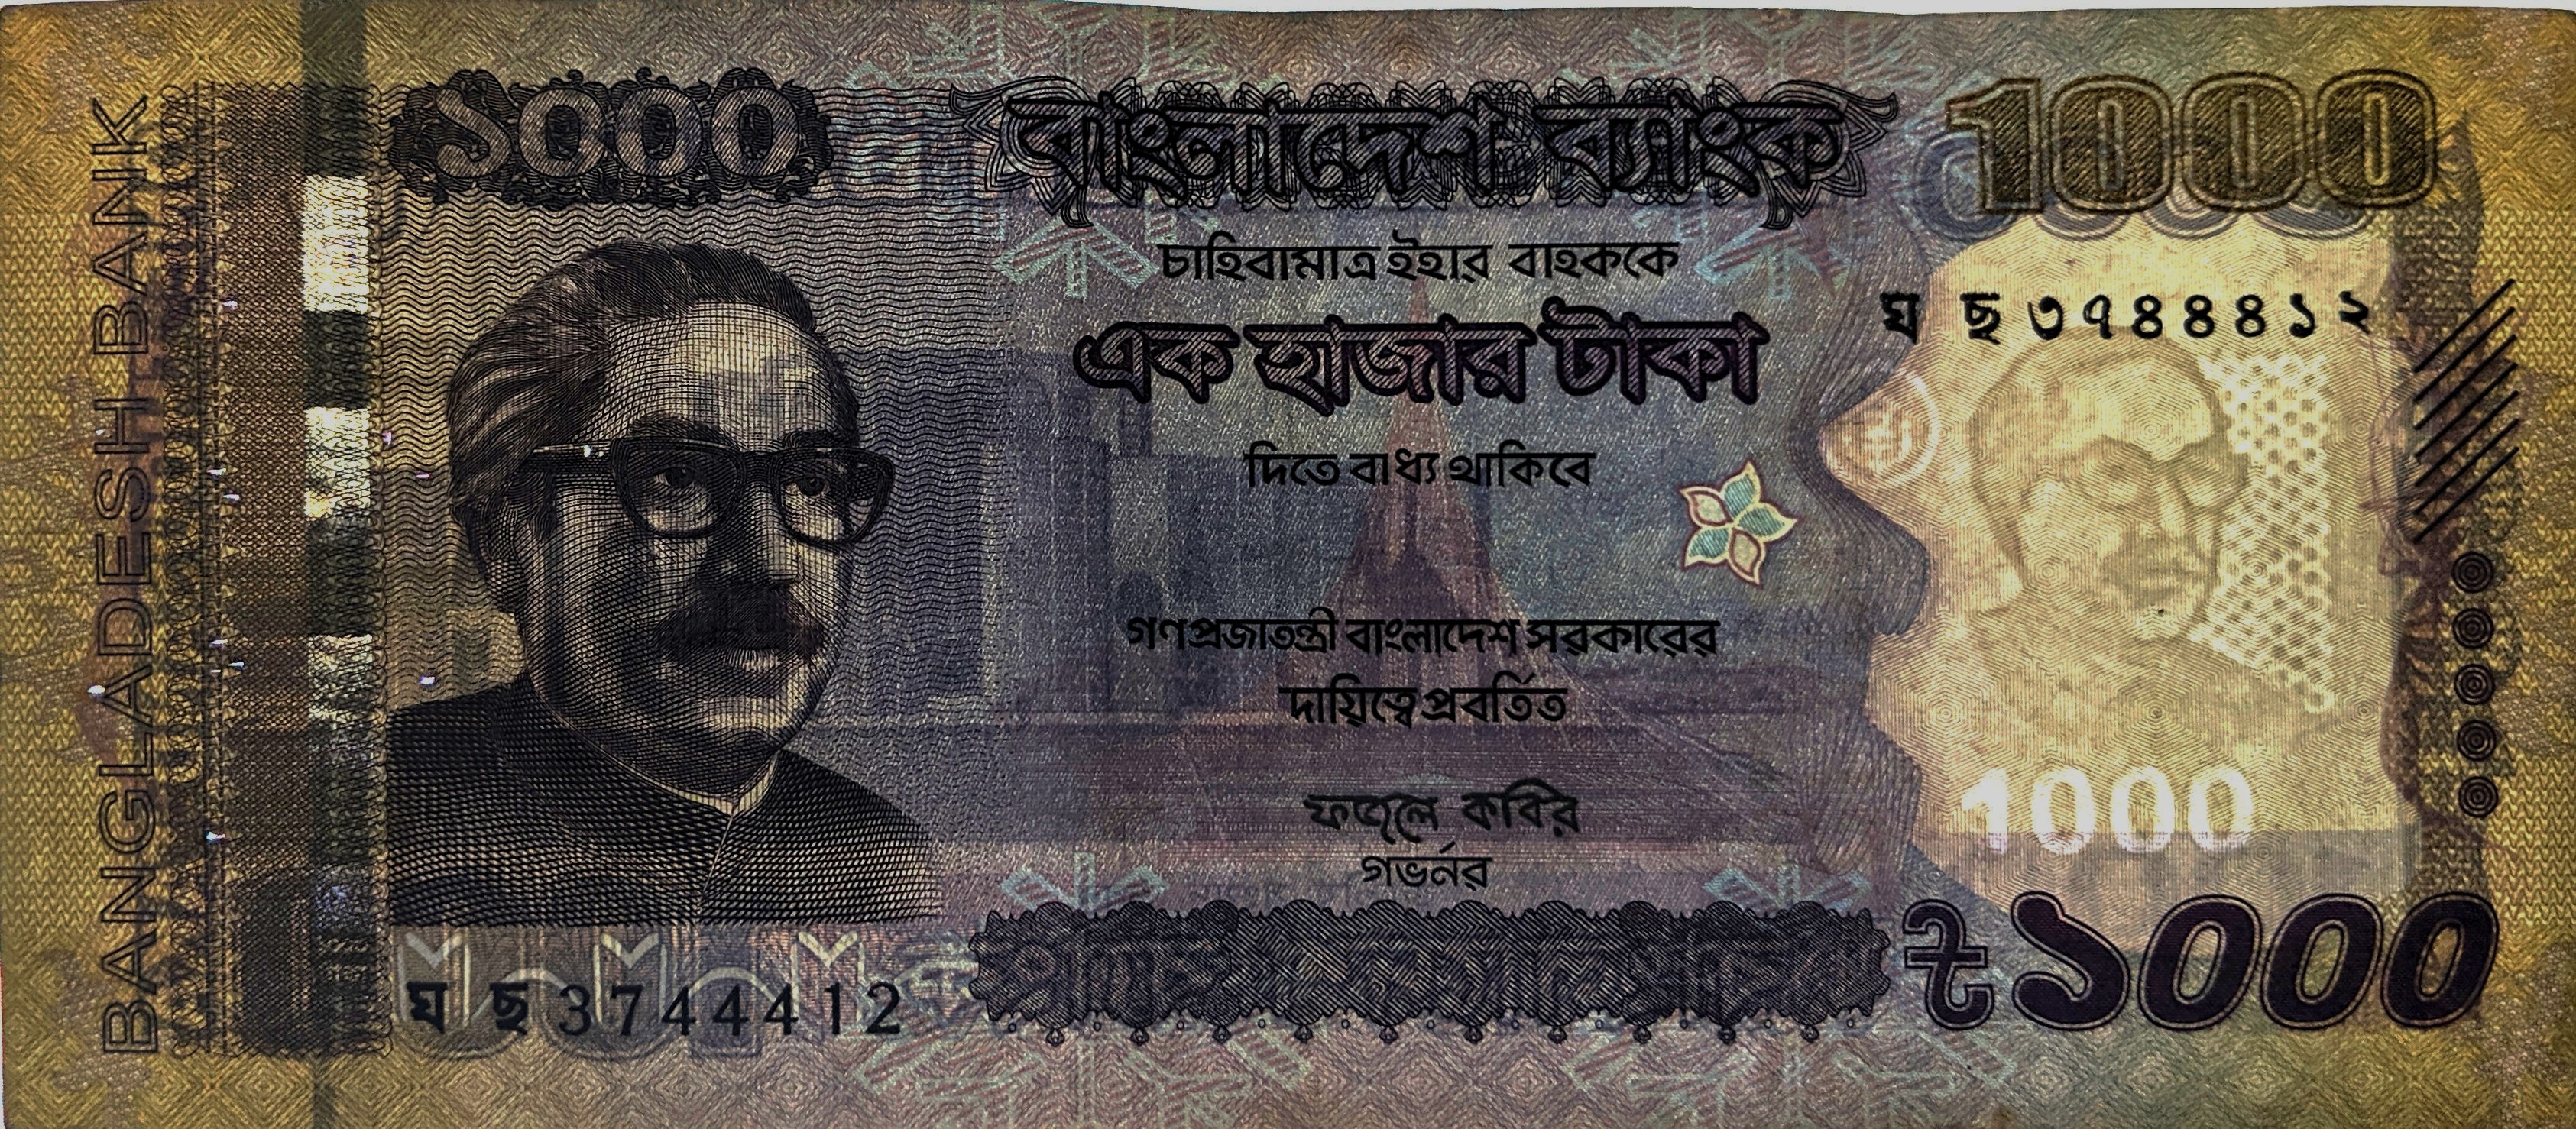 BANGLADESH BANK
১০০০
বাংলাদেশ ব্যাংক
1000
চাহিবামাত্র ইহার বাহককে
ঘ ছ ৩৭৪৪৪১২
এক হাজার টাকা
দিতে বাধ্য থাকিবে
গণপ্রজাতন্ত্রী বাংলাদেশ সরকারের
দায়িত্বে প্রবর্তিত
1000
ফজলে কবির
গভর্নর
৳১০০০
ঘ ছ 3744412